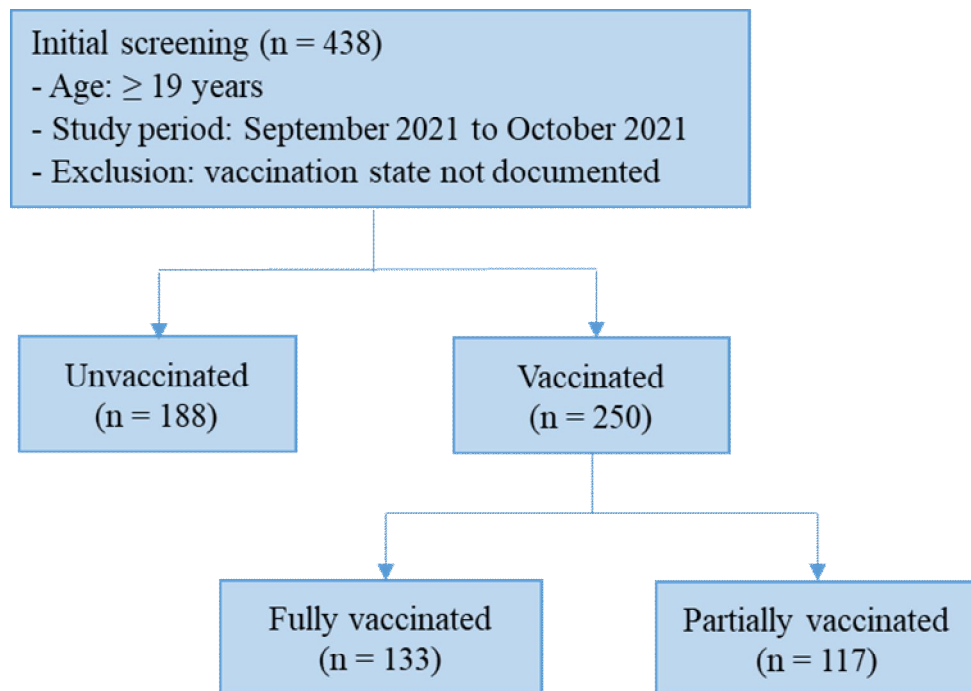 Initial screening (n = 438)
- Age: ≥ 19 years
- Study period: September 2021 to October 2021
- Exclusion: vaccination state not documented
Unvaccinated
(n = 188)
Vaccinated
(n = 250)
Fully vaccinated
(n = 133)
Partially vaccinated
(n = 117)